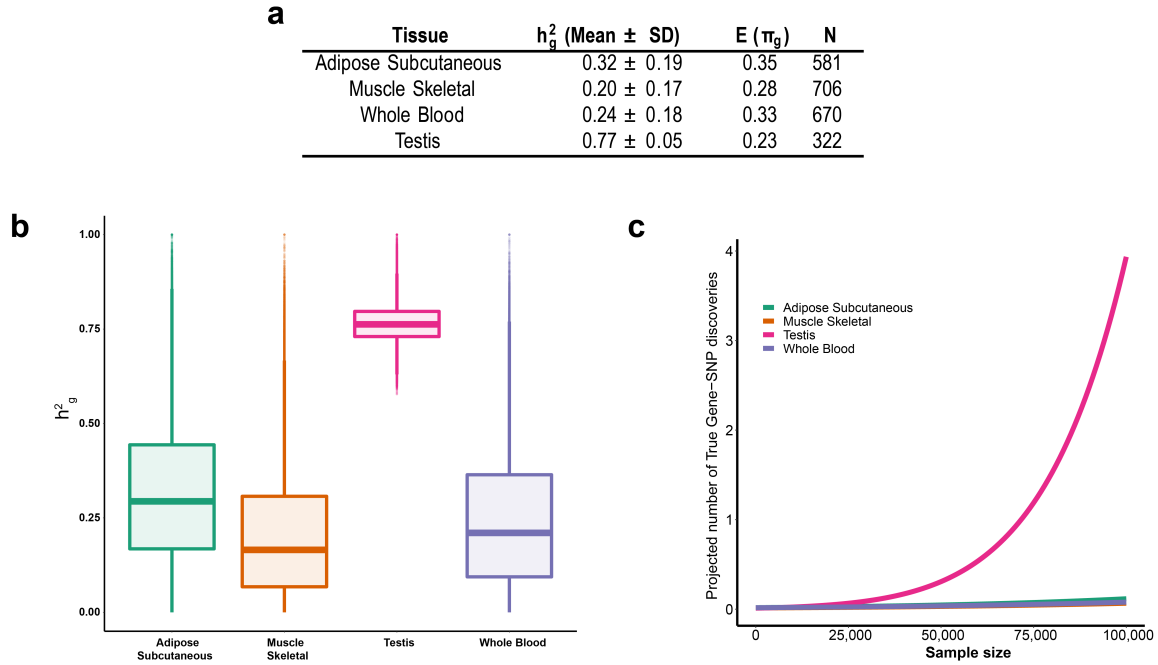 a
Tissue h²g (Mean ± SD) E (πg) N
Adipose Subcutaneous 0.32 ± 0.19 0.35 581
Muscle Skeletal 0.20 ± 0.17 0.28 706
Whole Blood 0.24 ± 0.18 0.33 670
Testis 0.77 ± 0.05 0.23 322
b
h²g
1.00
0.75
0.50
0.25
0.00
Adipose
Subcutaneous
Muscle
Skeletal
Testis
Whole Blood
c
Projected number of True Gene−SNP discoveries
4
3
2
1
0
Adipose Subcutaneous
Muscle Skeletal
Testis
Whole Blood
0 25,000 50,000 75,000 100,000
Sample size